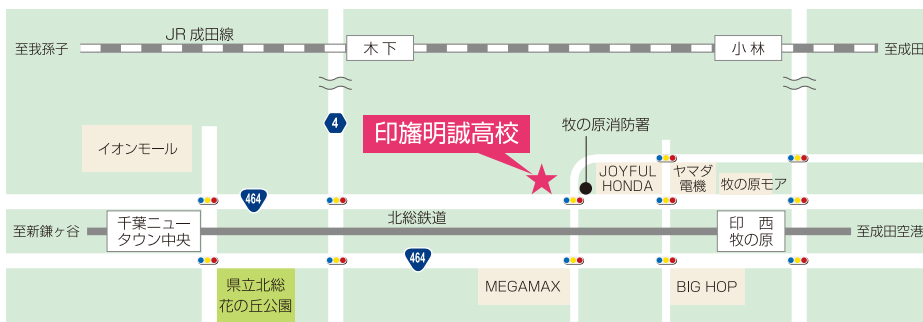 JR 成田線
至我孫子
木下
小林
至成田
4
印旛明誠高校
牧の原消防署
イオンモール
JOYFUL
HONDA
ヤマダ
電機
牧の原モア
464
千葉ニュー
タウン中央
北総鉄道
印西
牧の原
至新鎌ヶ谷
至成田空港
464
県立北総
花の丘公園
MEGAMAX
BIG HOP